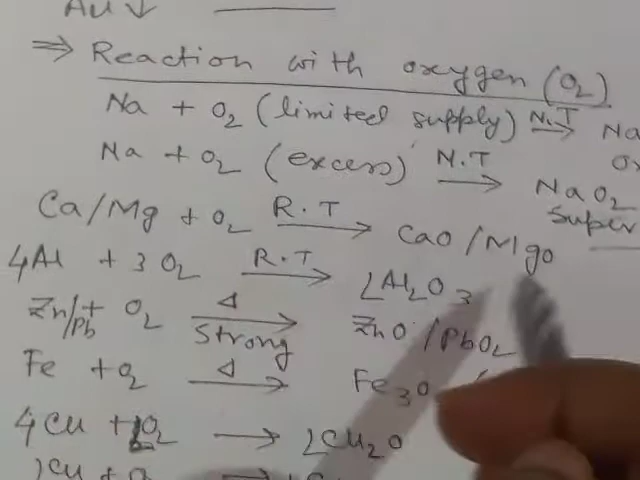 Au ↓
⇒ Reaction with oxygen (O₂)
Na + O₂ (limited supply) N.T → Na
Na + O₂ (excess) N.T → NaO₂
Super
Ca/Mg + O₂ R.T → CaO/MgO
4Al + 3O₂ R.T → 2Al₂O₃
Zn/Pb + O₂ Δ Strong → ZnO/PbO₂
Fe + O₂ Δ → Fe₃O
4Cu + O₂ → 2Cu₂O